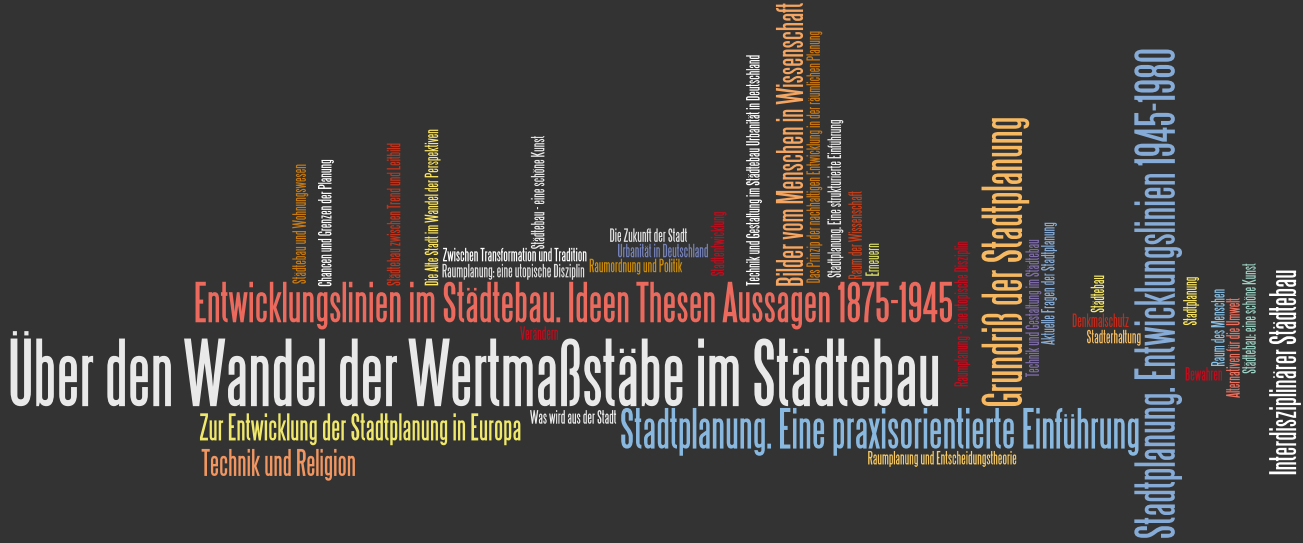 Städtebau und Wohnungswesen
Chancen und Grenzen der Planung
Städtebau zwischen Trend und Leitbild
Die Alte Stadt im Wandel der Perspektiven
Zwischen Transformation und Tradition
Raumplanung: eine utopische Disziplin
Städtebau - eine schöne Kunst
Die Zukunft der Stadt
Urbanität in Deutschland
Raumordnung und Politik
Stadtentwicklung
Technik und Gestaltung im Städtebau Urbanität in Deutschland
Bilder vom Menschen in Wissenschaft
Das Prinzip der nachhaltigen Entwicklung in der räumlichen Planung
Stadtplanung. Eine strukturierte Einführung
Raum der Wissenschaft
Erneuern
Entwicklungslinien im Städtebau. Ideen Thesen Aussagen 1875-1945
Verändern
Über den Wandel der Wertmaßstäbe im Städtebau
Zur Entwicklung der Stadtplanung in Europa
Was wird aus der Stadt
Stadtplanung. Eine praxisorientierte Einführung
Technik und Religion
Raumplanung und Entscheidungstheorie
Raumplanung - eine utopische Disziplin
Grundriß der Stadtplanung
Technik und Gestaltung im Städtebau
Aktuelle Fragen der Stadtplanung
Städtebau
Denkmalschutz
Stadterhaltung
Stadtplanung. Entwicklungslinien 1945-1980
Stadtplanung
Bewahren
Raum des Menschen
Alternativen für die Umwelt
Städtebau: eine schöne Kunst
Interdisziplinärer Städtebau